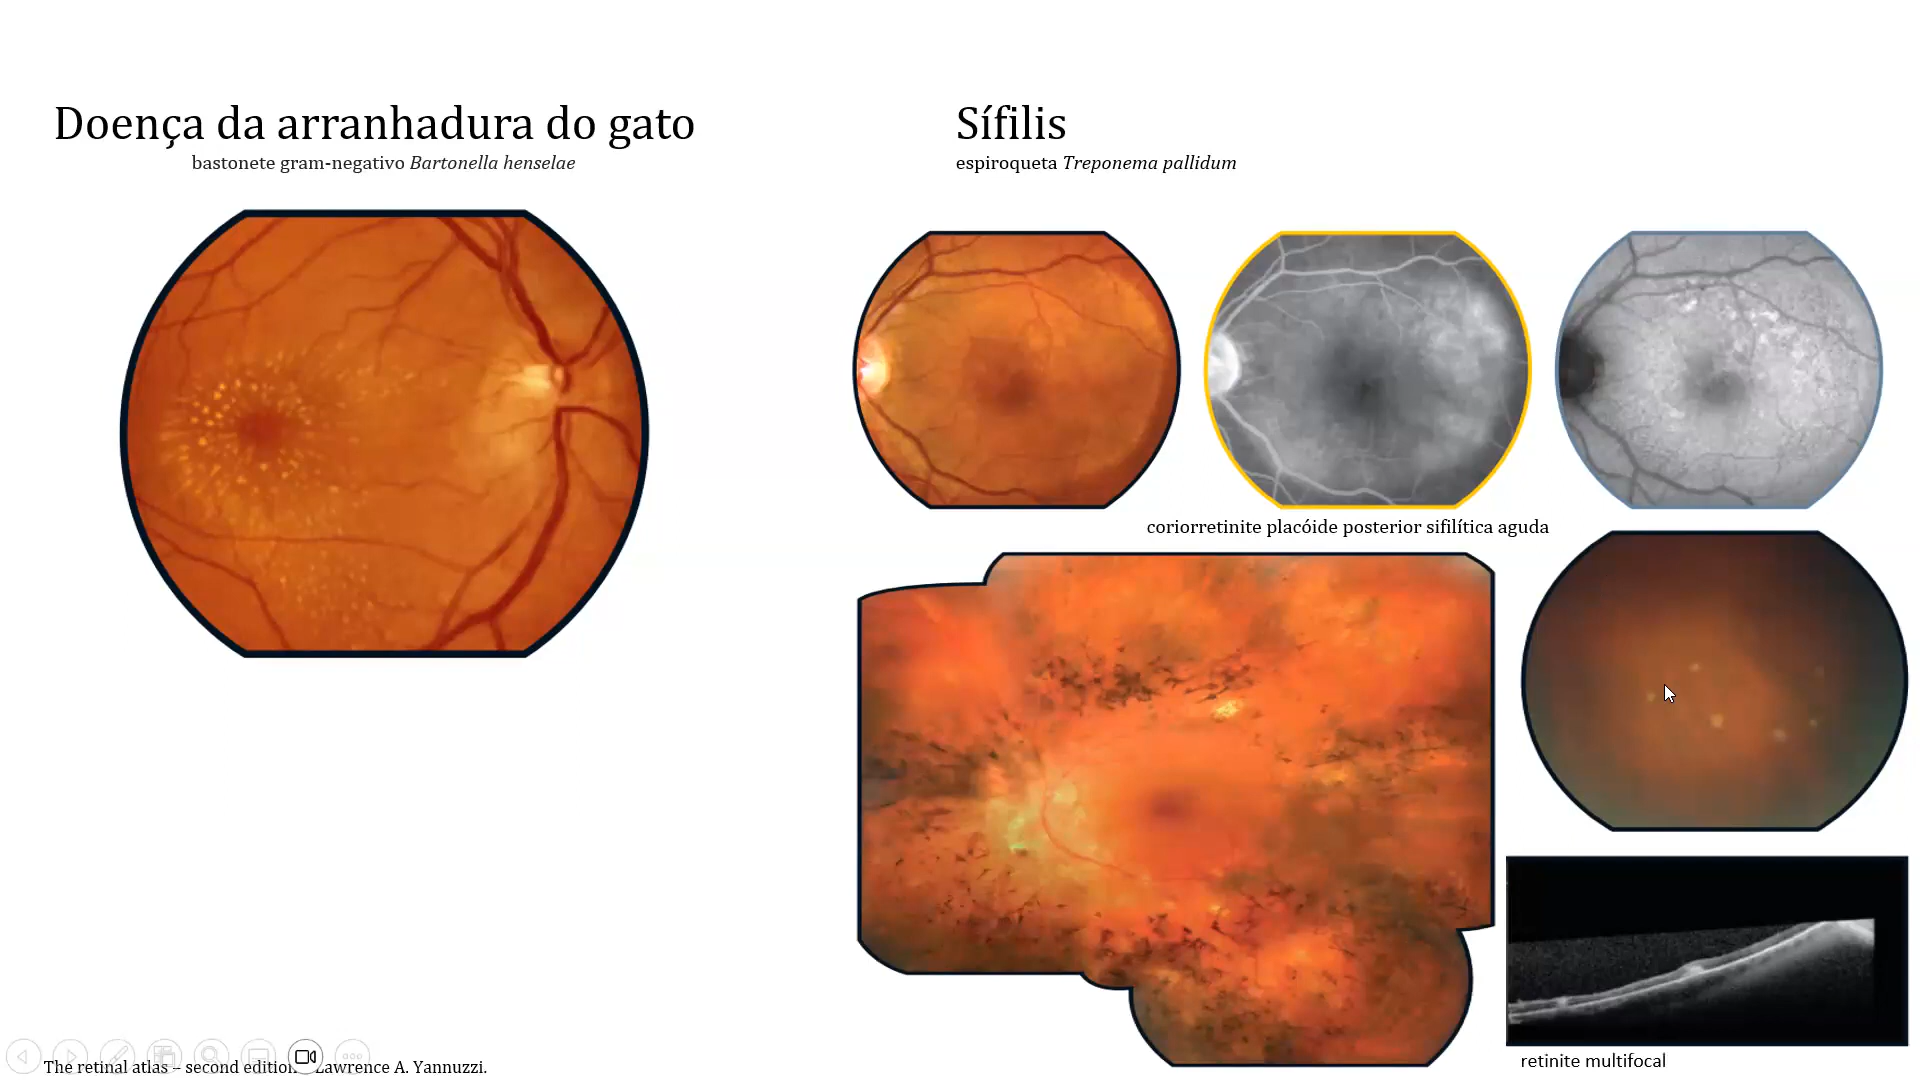 Doença da arranhadura do gato
bastonete gram-negativo Bartonella henselae
Sífilis
espiroqueta Treponema pallidum
coriorretinite placóide posterior sifilítica aguda
retinite multifocal
The retinal atlas – second edition Lawrence A. Yannuzzi.